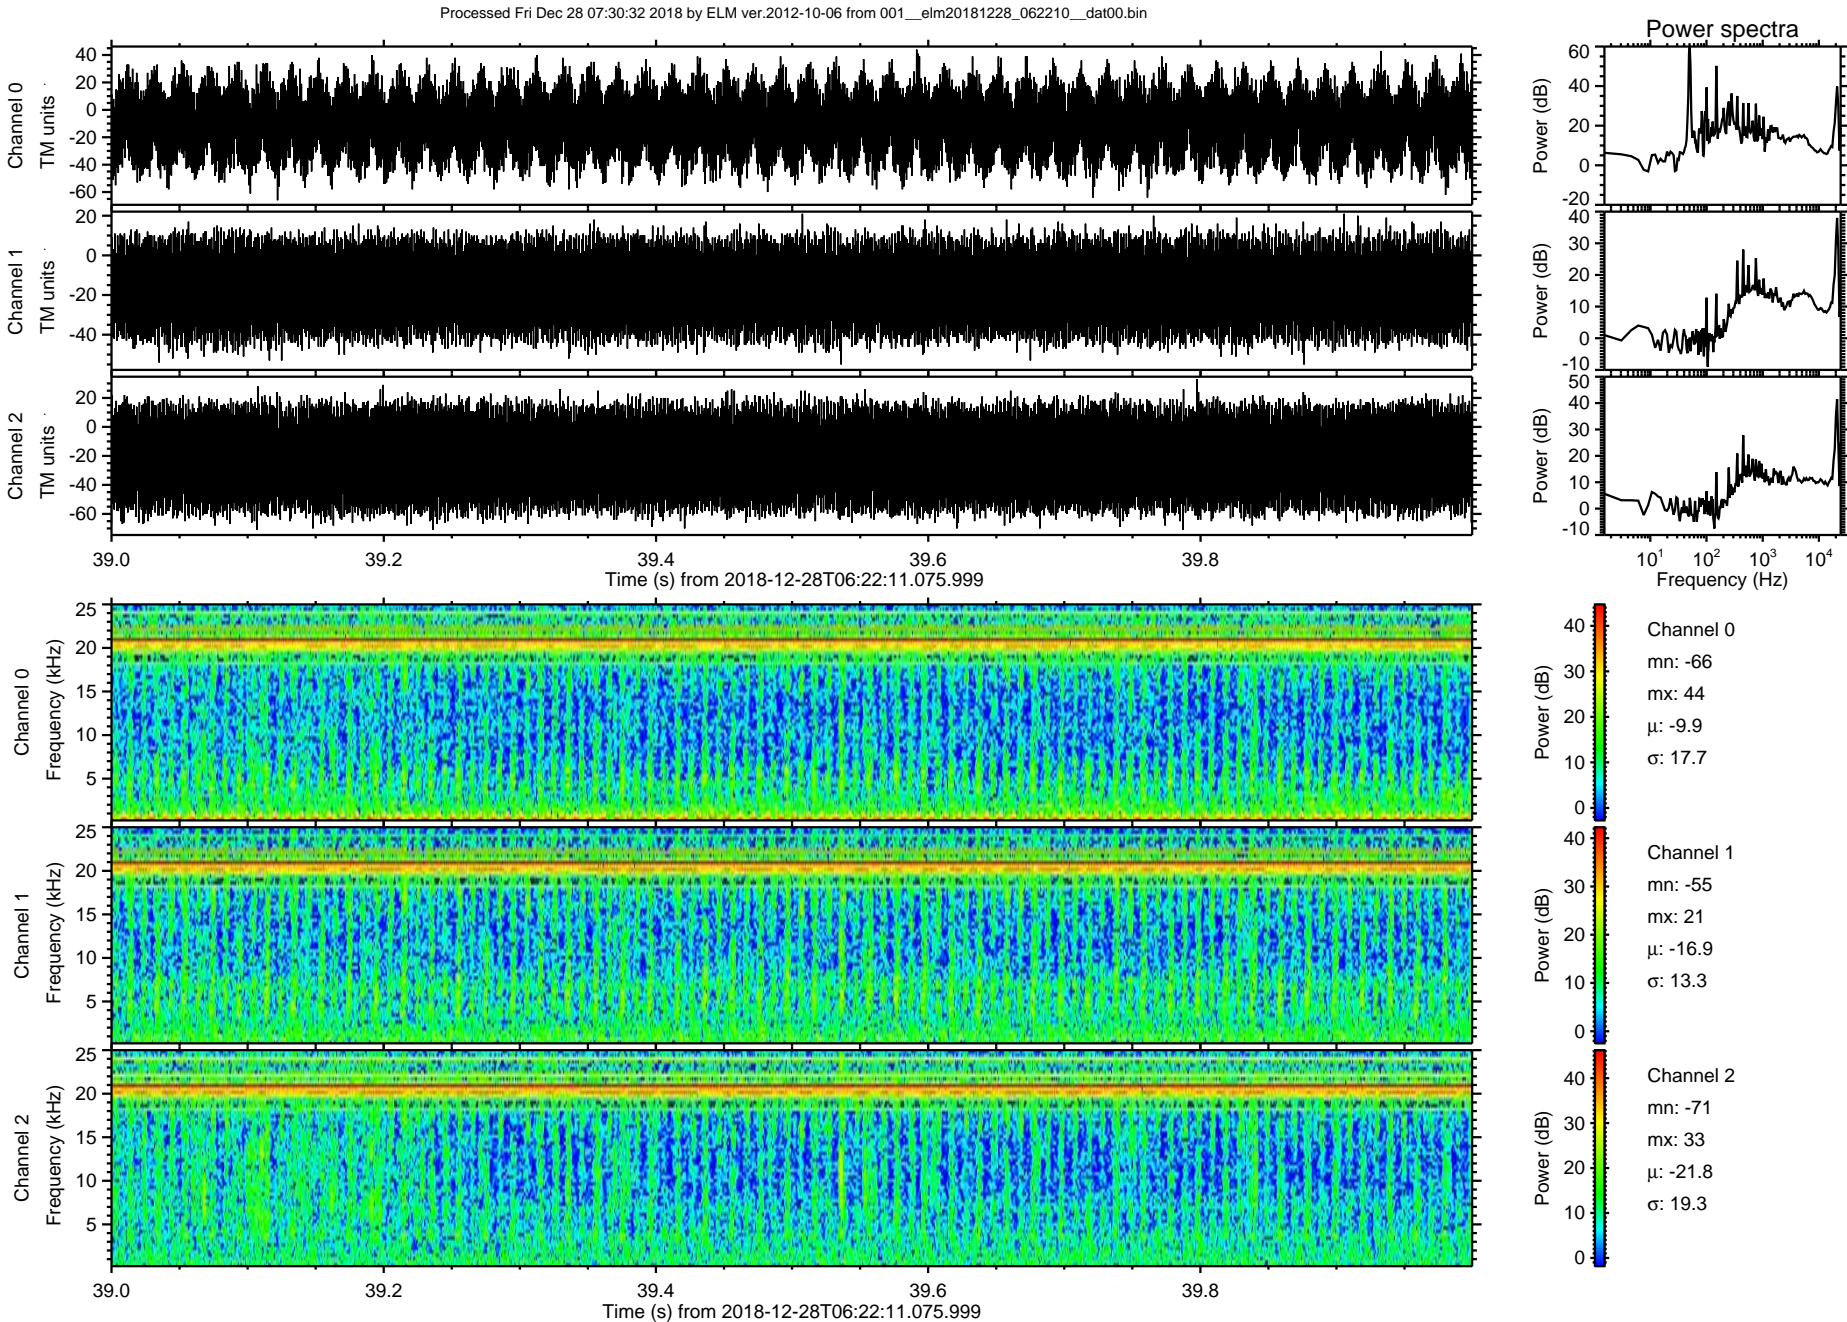 Processed Fri Dec 28 07:30:32 2018 by ELM ver.2012-10-06 from 001__elm20181228_062210__dat00.bin
Power spectra
Channel 0
TM units
40
20
0
-20
-40
-60
Power (dB)
60
40
20
0
-20
Channel 1
TM units
20
0
-20
-40
Power (dB)
40
30
20
10
0
-10
Channel 2
TM units
20
0
-20
-40
-60
Power (dB)
50
40
30
20
10
0
-10
39.0 39.2 39.4 39.6 39.8
Time (s) from 2018-12-28T06:22:11.075.999
10^1 10^2 10^3 10^4
Frequency (Hz)
Channel 0
Frequency (kHz)
25
20
15
10
5
Power (dB)
40
30
20
10
0
Channel 0
mn: -66
mx: 44
μ: -9.9
σ: 17.7
Channel 1
Frequency (kHz)
25
20
15
10
5
Power (dB)
40
30
20
10
0
Channel 1
mn: -55
mx: 21
μ: -16.9
σ: 13.3
Channel 2
Frequency (kHz)
25
20
15
10
5
Power (dB)
40
30
20
10
0
Channel 2
mn: -71
mx: 33
μ: -21.8
σ: 19.3
39.0 39.2 39.4 39.6 39.8
Time (s) from 2018-12-28T06:22:11.075.999